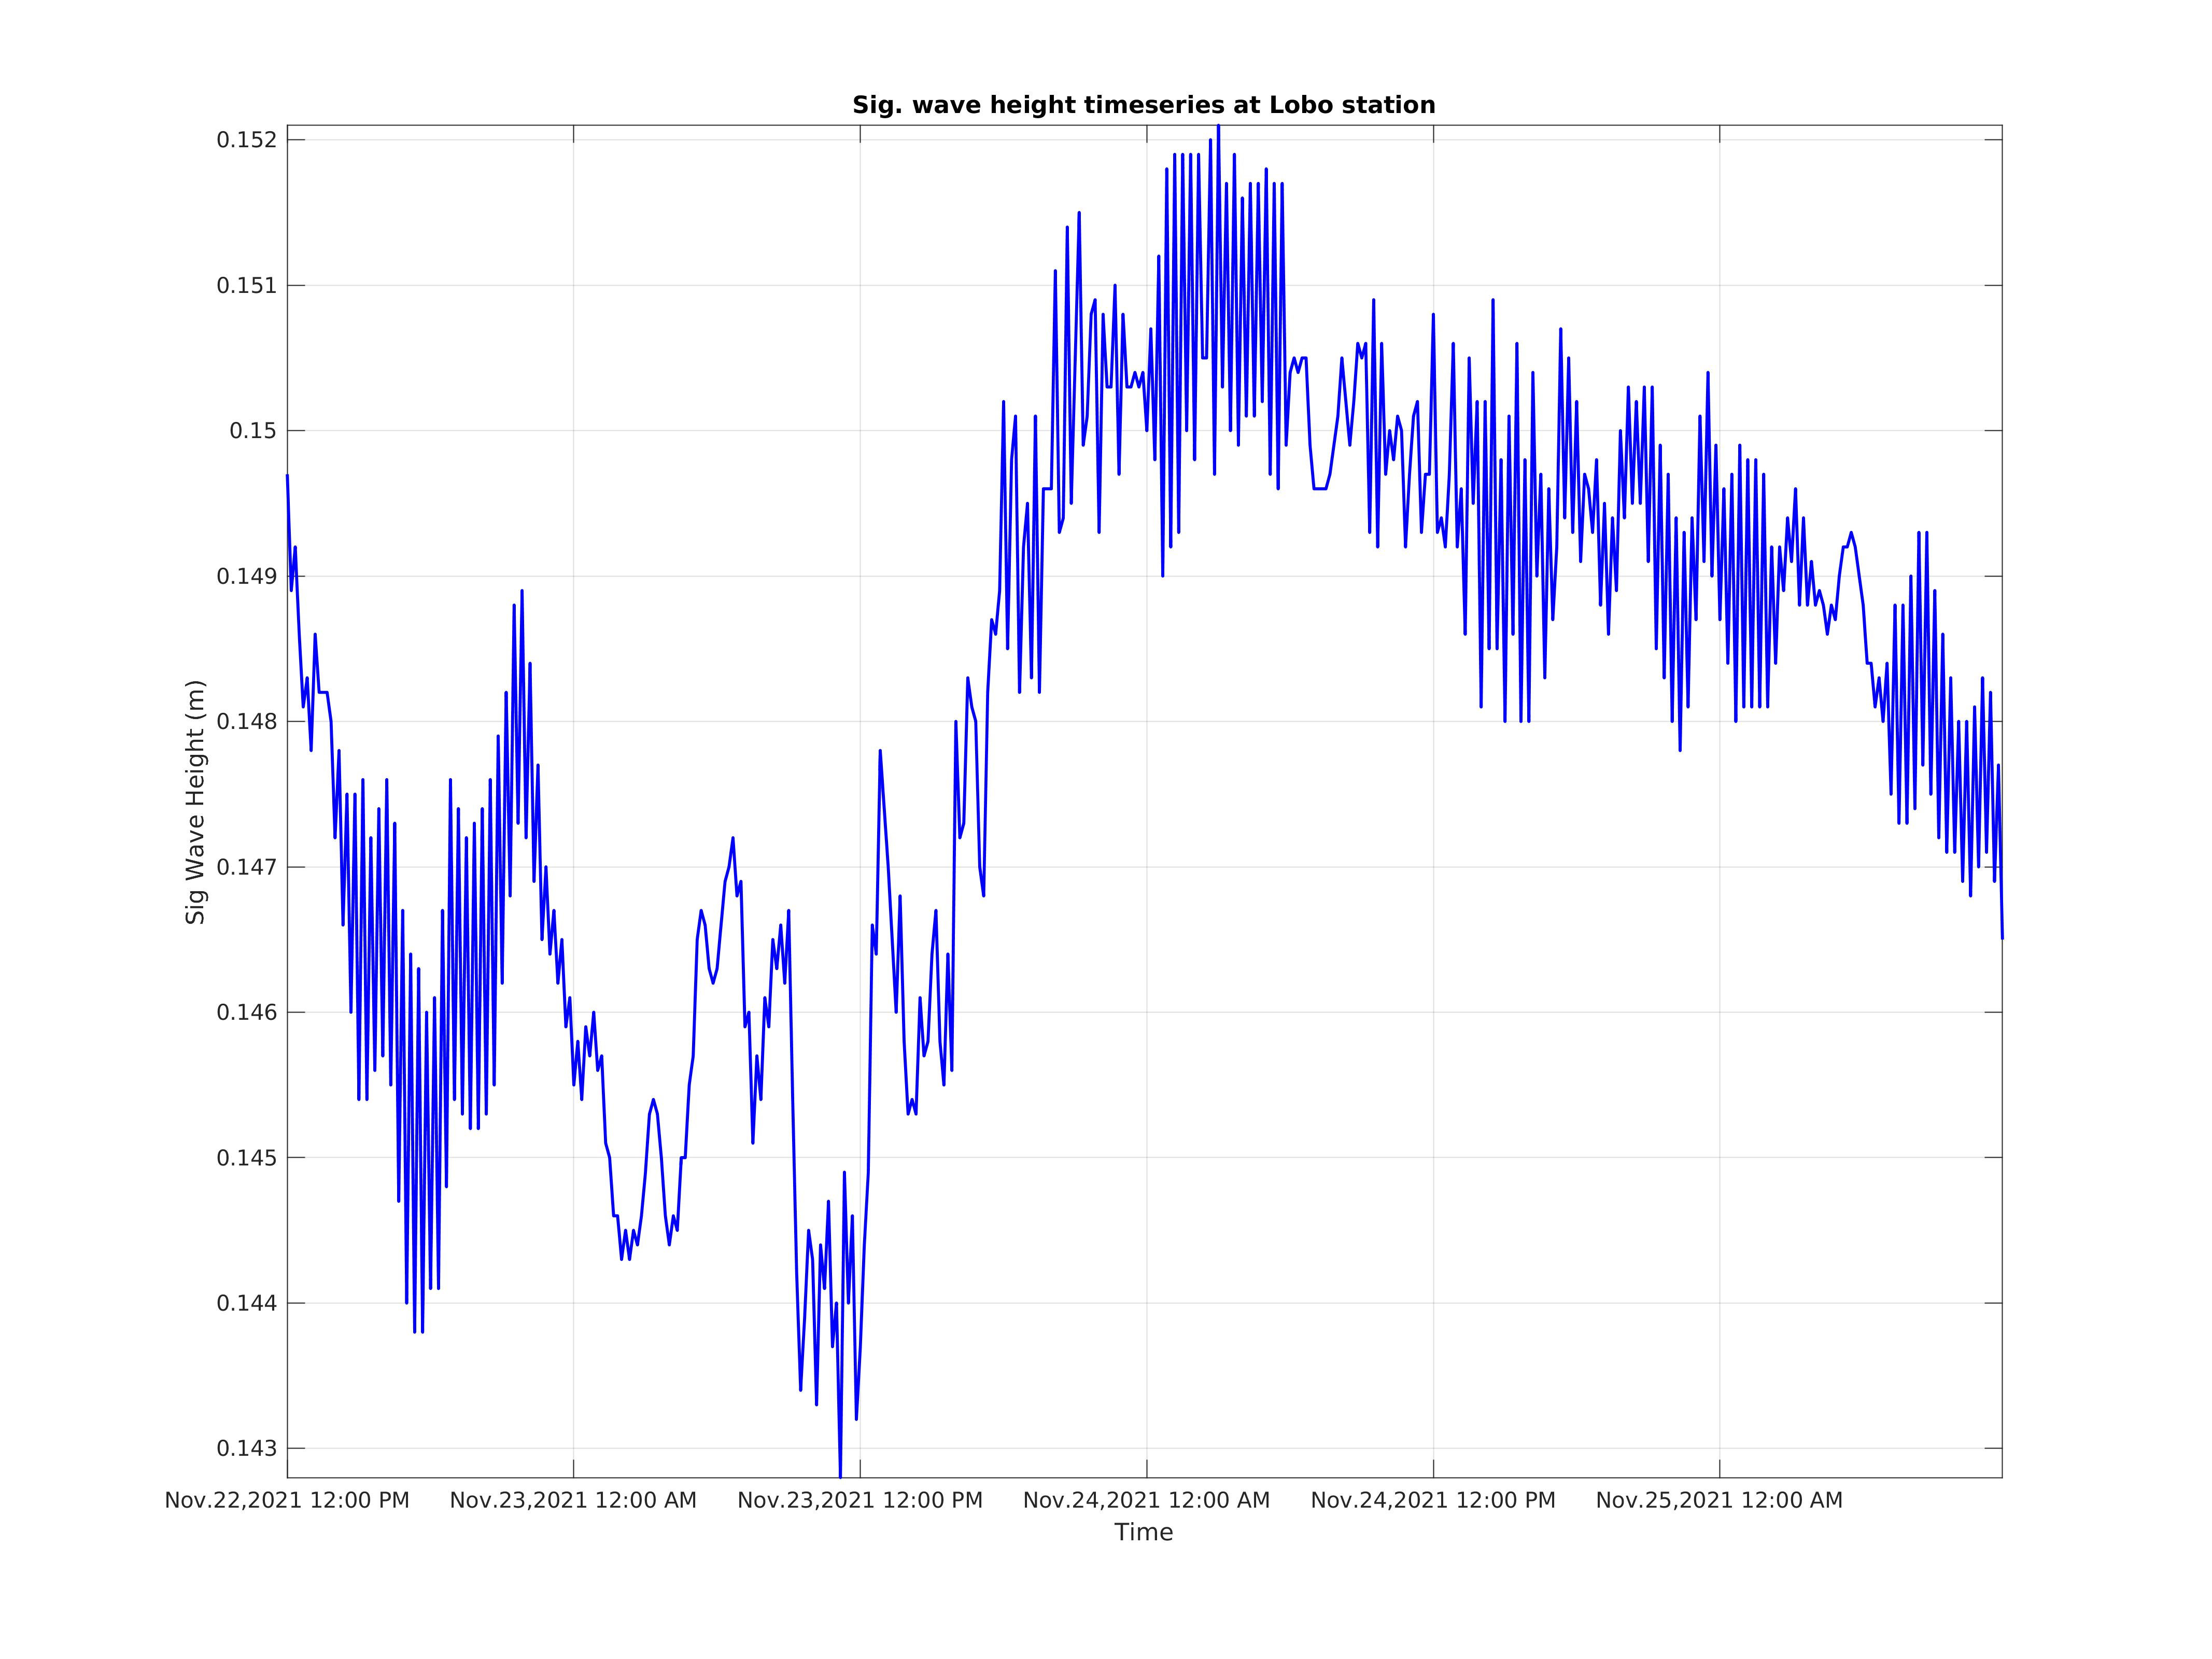 Sig. wave height timeseries at Lobo station
0.152
0.151
0.15
0.149
0.148
0.147
0.146
0.145
0.144
0.143
Sig Wave Height (m)
Nov.22,2021 12:00 PM Nov.23,2021 12:00 AM Nov.23,2021 12:00 PM Nov.24,2021 12:00 AM Nov.24,2021 12:00 PM Nov.25,2021 12:00 AM
Time